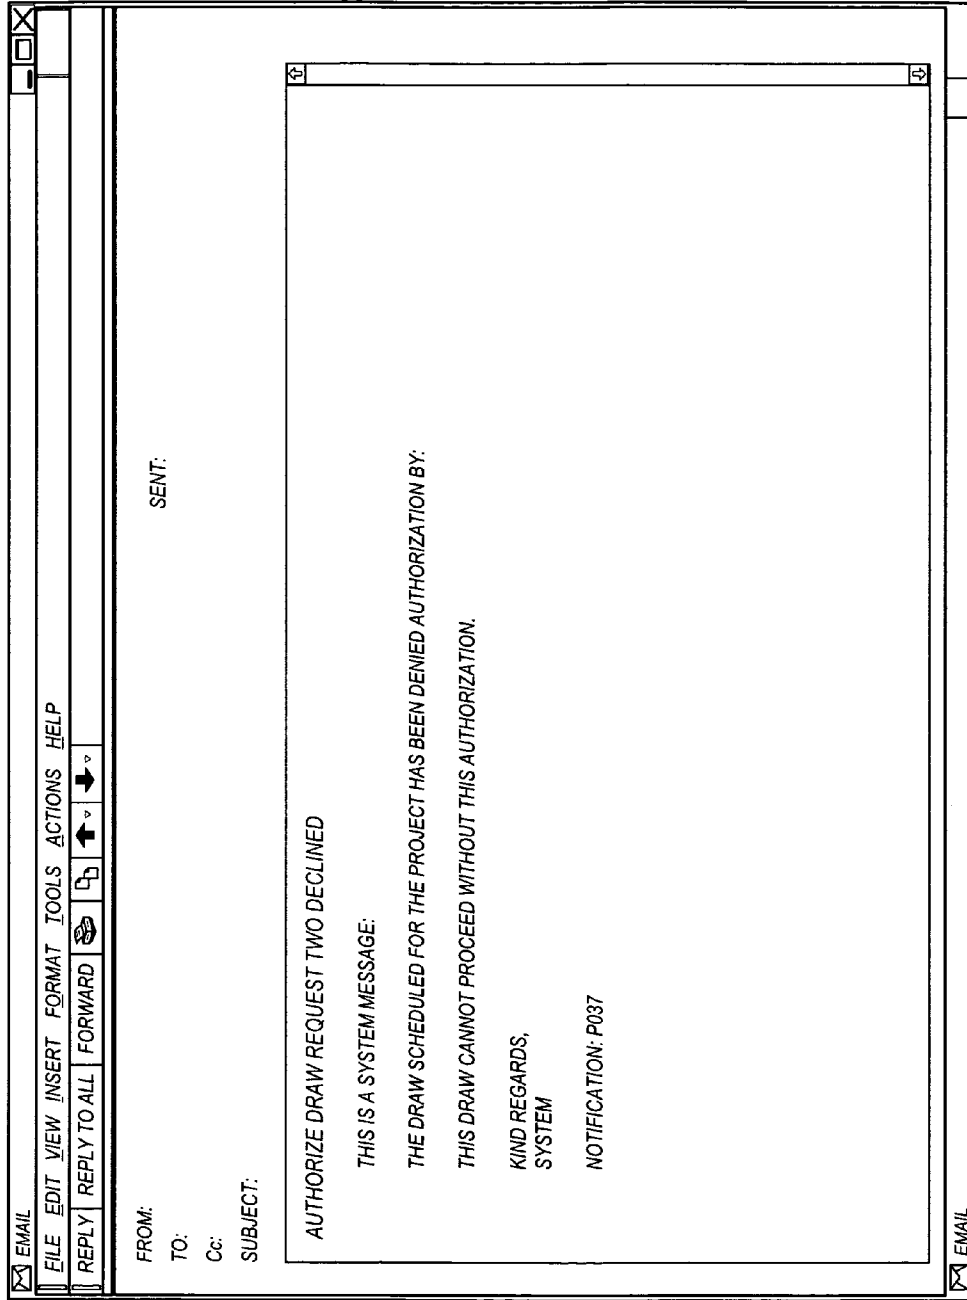 EMAIL
FILE EDIT VIEW INSERT FORMAT TOOLS ACTIONS HELP
REPLY REPLY TO ALL FORWARD
FROM: SENT:
TO:
Cc:
SUBJECT:
AUTHORIZE DRAW REQUEST TWO DECLINED
THIS IS A SYSTEM MESSAGE:
THE DRAW SCHEDULED FOR THE PROJECT HAS BEEN DENIED AUTHORIZATION BY:
THIS DRAW CANNOT PROCEED WITHOUT THIS AUTHORIZATION.
KIND REGARDS,
SYSTEM
NOTIFICATION: P037
EMAIL